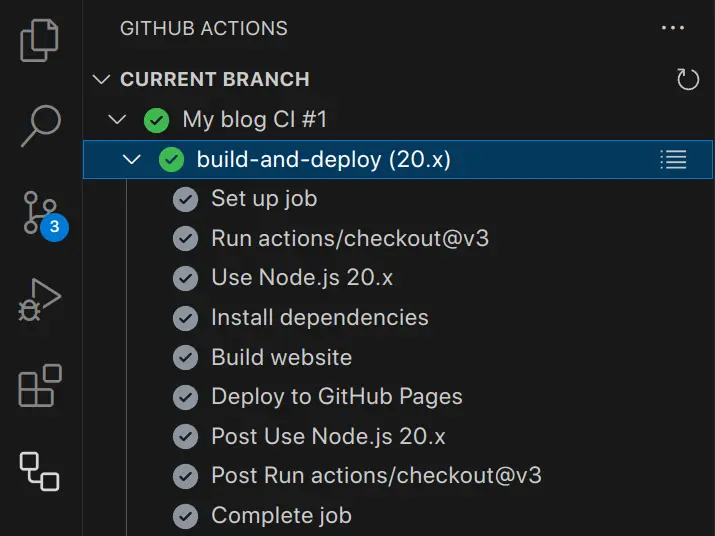 GITHUB ACTIONS
CURRENT BRANCH
My blog CI #1
build-and-deploy (20.x)
Set up job
Run actions/checkout@v3
3
Use Node.js 20.x
Install dependencies
Build website
Deploy to GitHub Pages
Post Use Node.js 20.x
Post Run actions/checkout@v3
Complete job